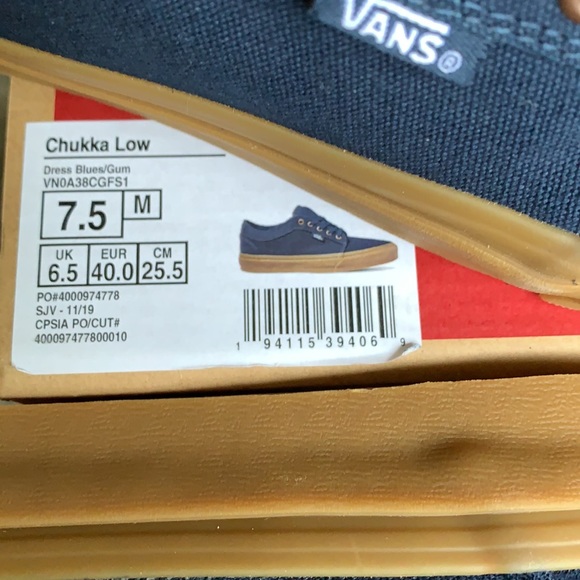 VANS®
Chukka Low
Dress Blues/Gum
VN0A38CGFS1
7.5 M
UK EUR CM
6.5 40.0 25.5
PO#4000974778
SJV - 11/19
CPSIA PO/CUT#
400097477800010
1 94115 39406 9